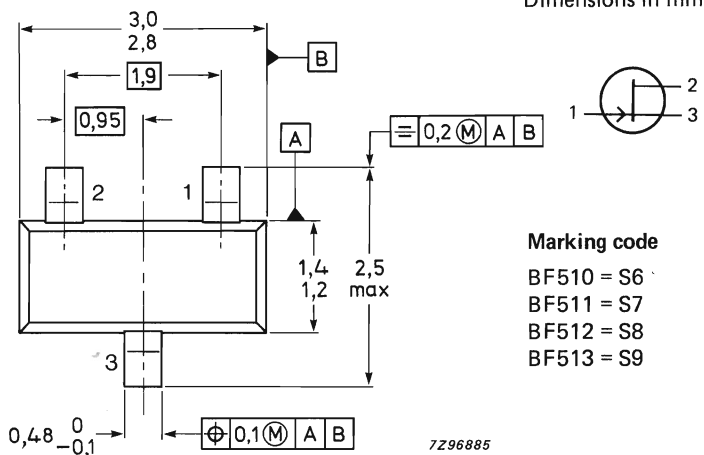 Dimensions in mm
3,0
2,8
B
1,9
0,95
A
0,2 Ⓜ A B
2
1
2
1
3
1,4
1,2
2,5
max
Marking code
BF510 = S6
BF511 = S7
BF512 = S8
BF513 = S9
3
0,48 0
-0,1
0,1 Ⓜ A B
7Z96885